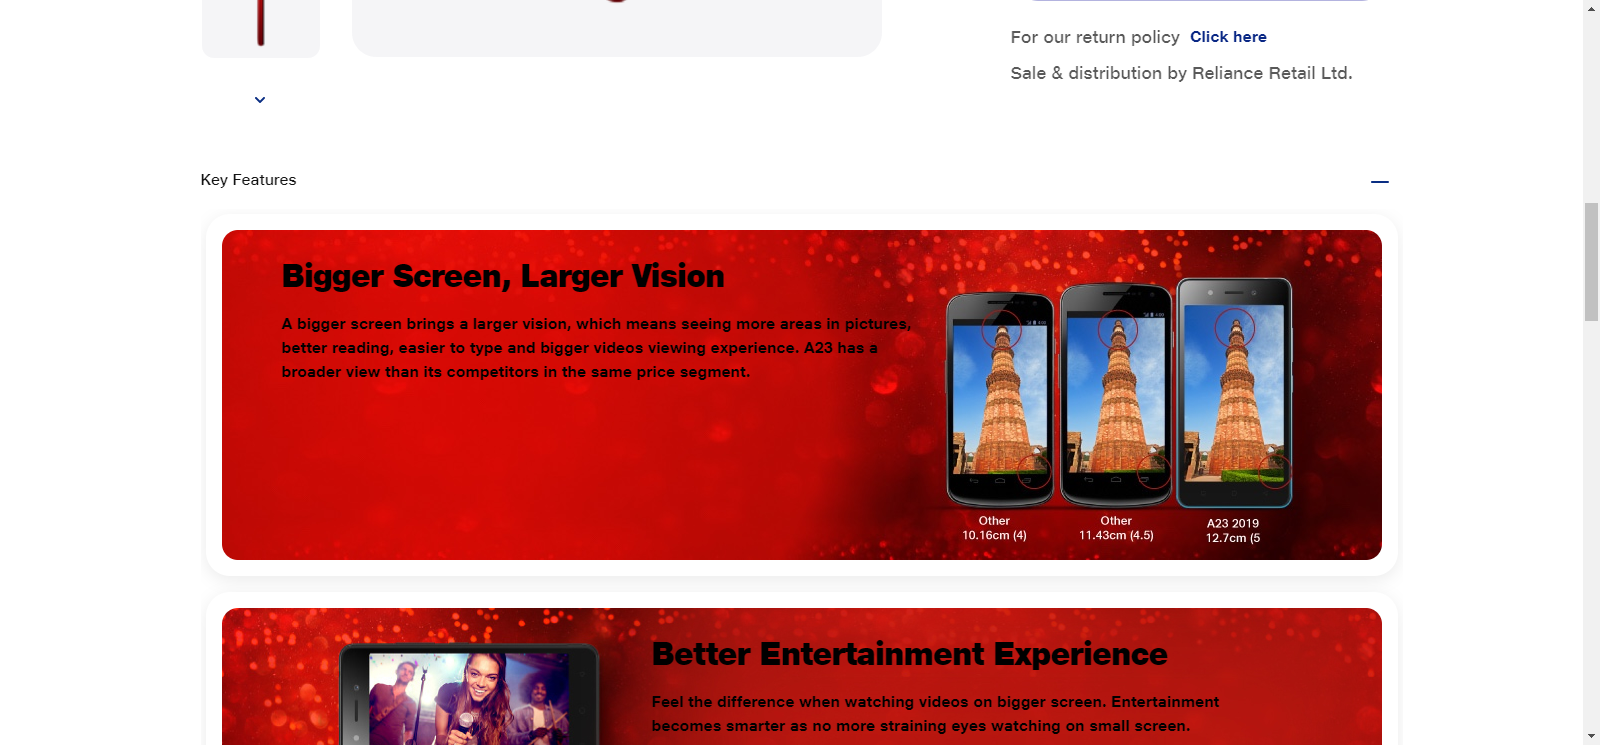 For our return policy Click here
Sale & distribution by Reliance Retail Ltd.
Key Features
Bigger Screen, Larger Vision
A bigger screen brings a larger vision, which means seeing more areas in pictures,
better reading, easier to type and bigger videos viewing experience. A23 has a
broader view than its competitors in the same price segment.
Other
10.16cm (4)
Other
11.43cm (4.5)
A23 2019
12.7cm (5
Better Entertainment Experience
Feel the difference when watching videos on bigger screen. Entertainment
becomes smarter as no more straining eyes watching on small screen.